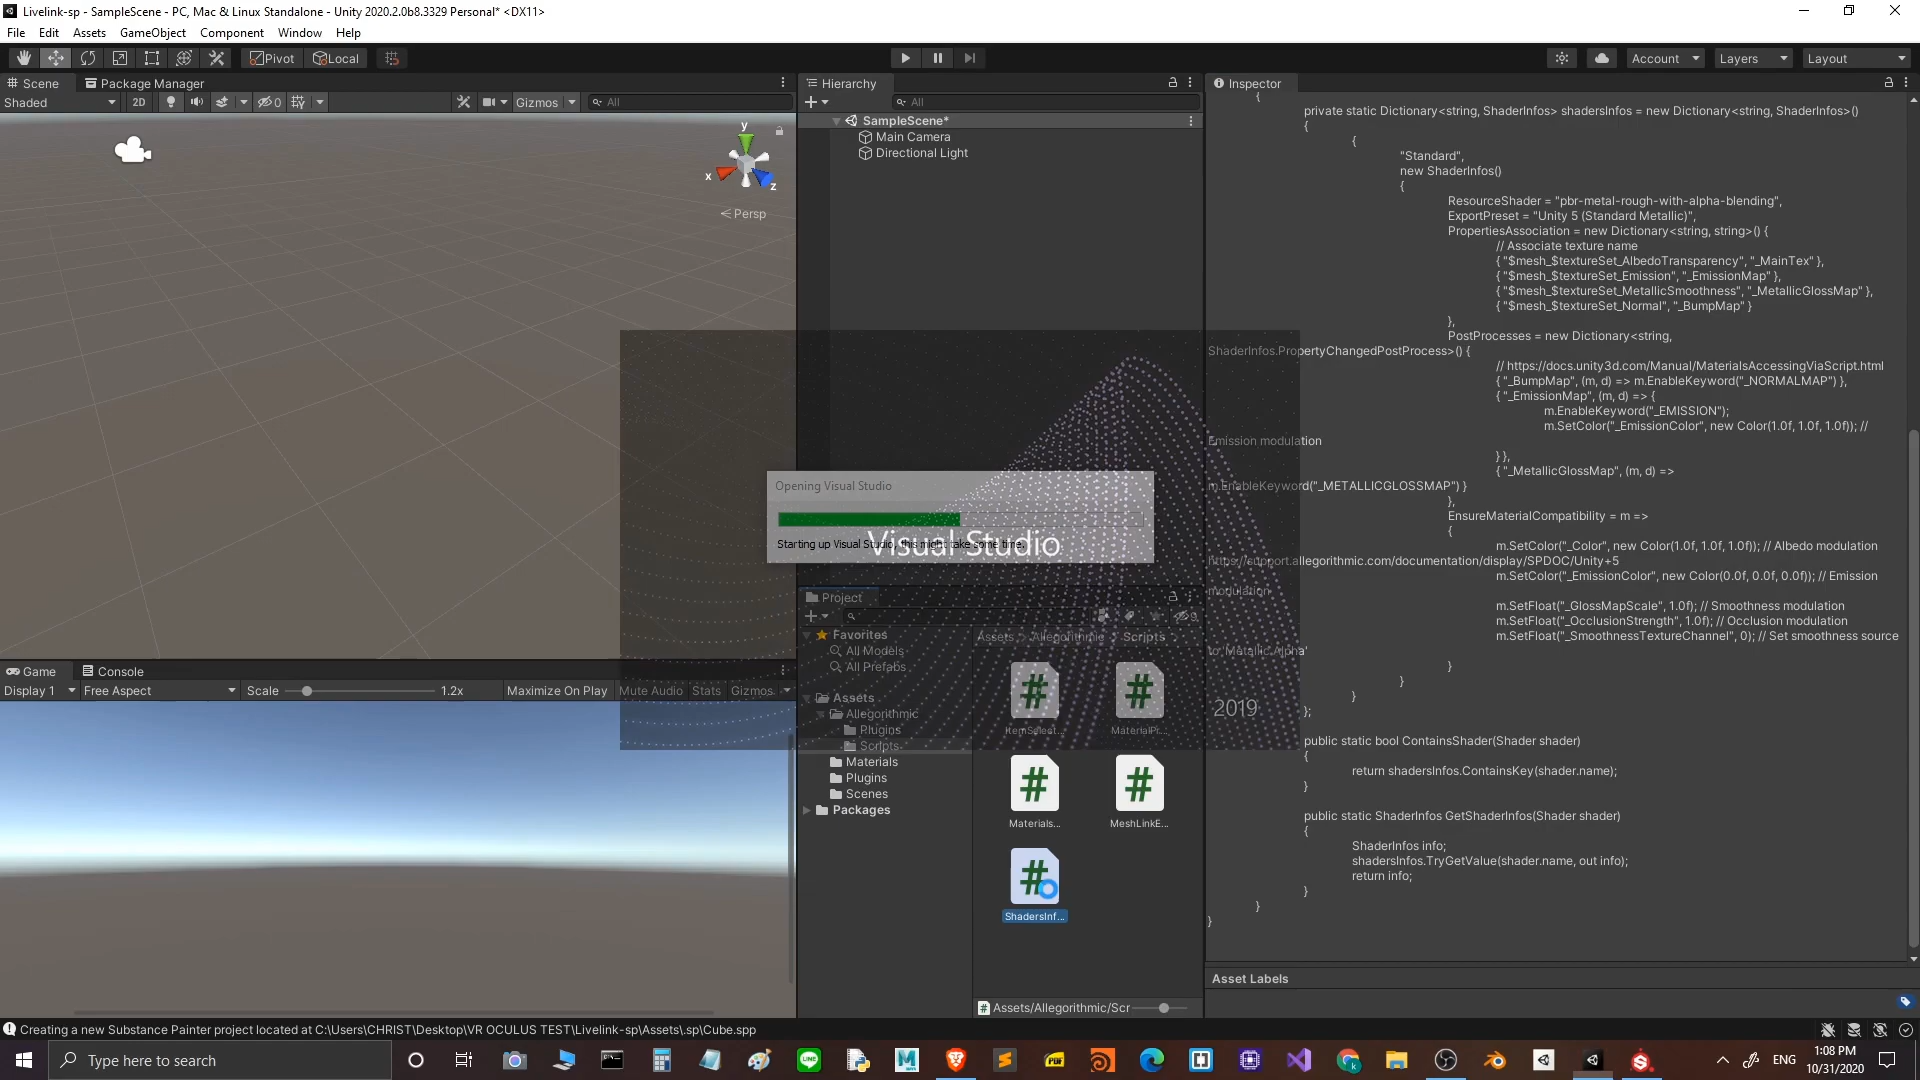 Livelink-sp - SampleScene - PC, Mac & Linux Standalone - Unity 2020.2.0b8.3329 Personal* <DX11>
File Edit Assets GameObject Component Window Help
Pivot Local Account Layers Layout
Scene Package Manager
Shaded 2D 0 Gizmos All
y
x
z
Persp
Game Console
Display 1 Free Aspect Scale 1.2x Maximize On Play Mute Audio Stats Gizmos
Hierarchy
All
SampleScene*
Main Camera
Directional Light
Opening Visual Studio
Starting up Visual Studio, this might take some time.
Visual Studio
2019
Project
9
Favorites
All Models
All Prefabs
Assets
Allegorithmic
Plugins
Scripts
Materials
Plugins
Scenes
Packages
Assets Allegorithmic Scripts
ItemSelect... MaterialPr...
Materials... MeshLinkE...
ShadersInf...
Assets/Allegorithmic/Scr
Inspector
{
private static Dictionary<string, ShaderInfos> shadersInfos = new Dictionary<string, ShaderInfos>()
{
{
"Standard",
new ShaderInfos()
{
ResourceShader = "pbr-metal-rough-with-alpha-blending",
ExportPreset = "Unity 5 (Standard Metallic)",
PropertiesAssociation = new Dictionary<string, string>() {
// Associate texture name
{ "$mesh_$textureSet_AlbedoTransparency", "_MainTex" },
{ "$mesh_$textureSet_Emission", "_EmissionMap" },
{ "$mesh_$textureSet_MetallicSmoothness", "_MetallicGlossMap" },
{ "$mesh_$textureSet_Normal", "_BumpMap" }
},
PostProcesses = new Dictionary<string,
ShaderInfos.PropertyChangedPostProcess>() {
// https://docs.unity3d.com/Manual/MaterialsAccessingViaScript.html
{ "_BumpMap", (m, d) => m.EnableKeyword("_NORMALMAP") },
{ "_EmissionMap", (m, d) => {
m.EnableKeyword("_EMISSION");
m.SetColor("_EmissionColor", new Color(1.0f, 1.0f, 1.0f)); //
Emission modulation
} },
{ "_MetallicGlossMap", (m, d) =>
m.EnableKeyword("_METALLICGLOSSMAP") }
},
EnsureMaterialCompatibility = m =>
{
m.SetColor("_Color", new Color(1.0f, 1.0f, 1.0f)); // Albedo modulation
https://support.allegorithmic.com/documentation/display/SPDOC/Unity+5
m.SetColor("_EmissionColor", new Color(0.0f, 0.0f, 0.0f)); // Emission
modulation
m.SetFloat("_GlossMapScale", 1.0f); // Smoothness modulation
m.SetFloat("_OcclusionStrength", 1.0f); // Occlusion modulation
m.SetFloat("_SmoothnessTextureChannel", 0); // Set smoothness source
to 'Metallic Alpha'
}
}
}
};
public static bool ContainsShader(Shader shader)
{
return shadersInfos.ContainsKey(shader.name);
}
public static ShaderInfos GetShaderInfos(Shader shader)
{
ShaderInfos info;
shadersInfos.TryGetValue(shader.name, out info);
return info;
}
}
}
Asset Labels
Creating a new Substance Painter project located at C:\Users\CHRIST\Desktop\VR OCULUS TEST\Livelink-sp\Assets\.sp\Cube.spp
Type here to search
ENG
1:08 PM
10/31/2020